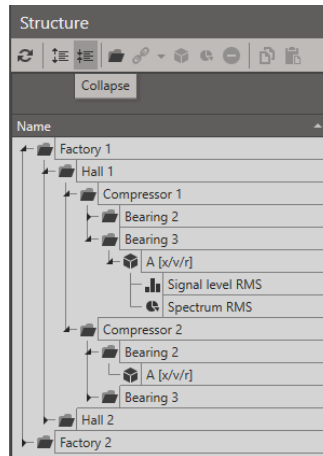 Structure
Collapse
Name
Factory 1
Hall 1
Compressor 1
Bearing 2
Bearing 3
A [x/v/r]
Signal level RMS
Spectrum RMS
Compressor 2
Bearing 2
A [x/v/r]
Bearing 3
Hall 2
Factory 2